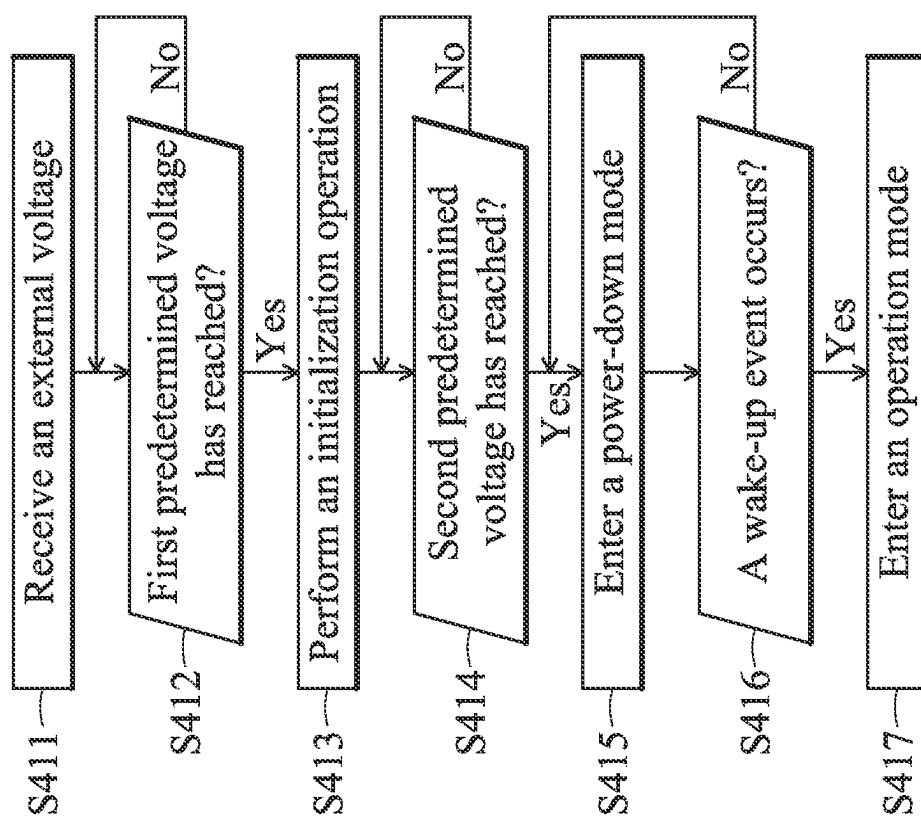 S411
Receive an external voltage
S412
First predetermined voltage
has reached?
No
Yes
S413
Perform an initialization operation
S414
Second predetermined
voltage has reached?
No
Yes
S415
Enter a power-down mode
S416
A wake-up event occurs?
No
Yes
S417
Enter an operation mode